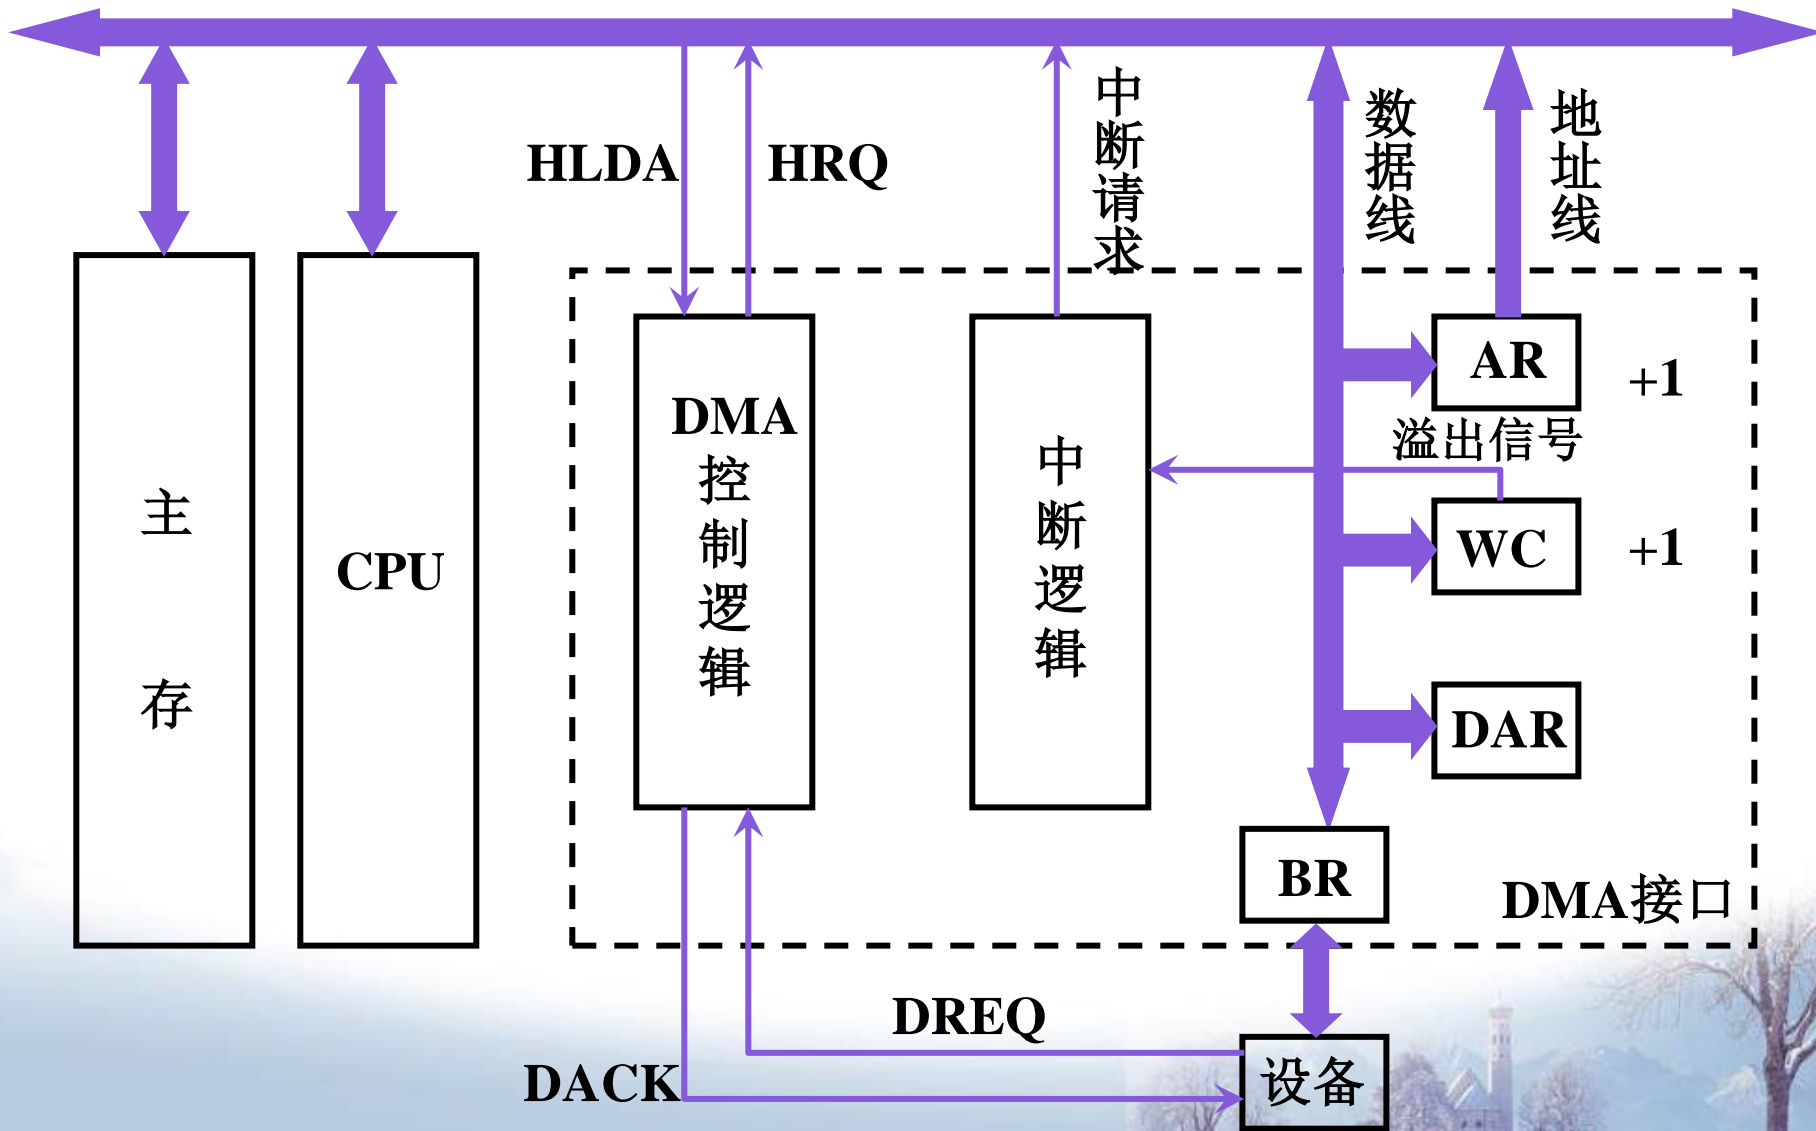 HLDA
HRQ
中断请求
数据线
地址线
主存
CPU
DMA
控制逻辑
中断逻辑
AR
+1
溢出信号
WC
+1
DAR
BR
DMA接口
DREQ
DACK
设备